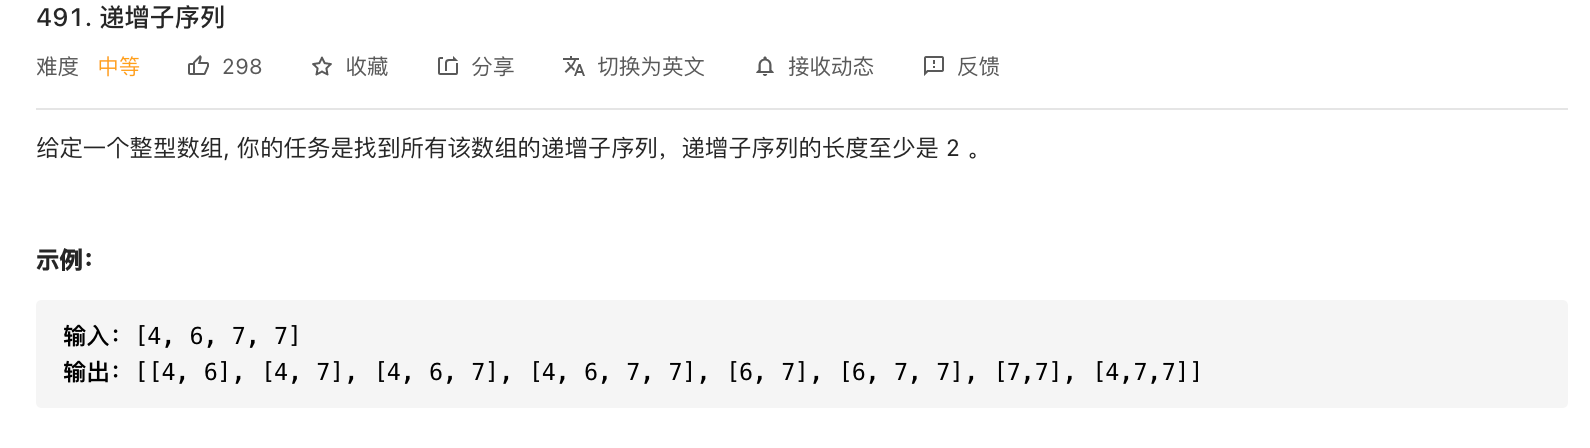 491. 递增子序列
难度 中等 298 收藏 分享 切换为英文 接收动态 反馈
给定一个整型数组, 你的任务是找到所有该数组的递增子序列，递增子序列的长度至少是 2 。
示例：
输入：[4, 6, 7, 7]
输出：[[4, 6], [4, 7], [4, 6, 7], [4, 6, 7, 7], [6, 7], [6, 7, 7], [7,7], [4,7,7]]